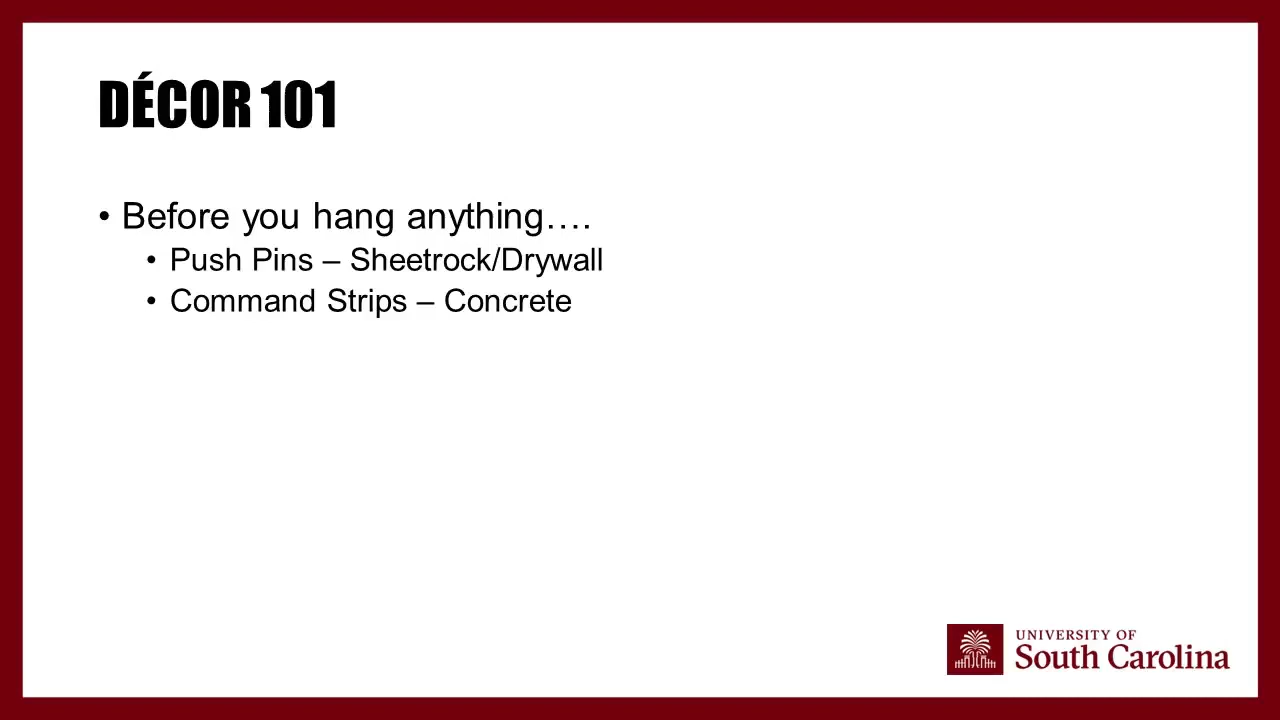 DÉCOR 101
• Before you hang anything….
• Push Pins – Sheetrock/Drywall
• Command Strips – Concrete
UNIVERSITY OF
South Carolina